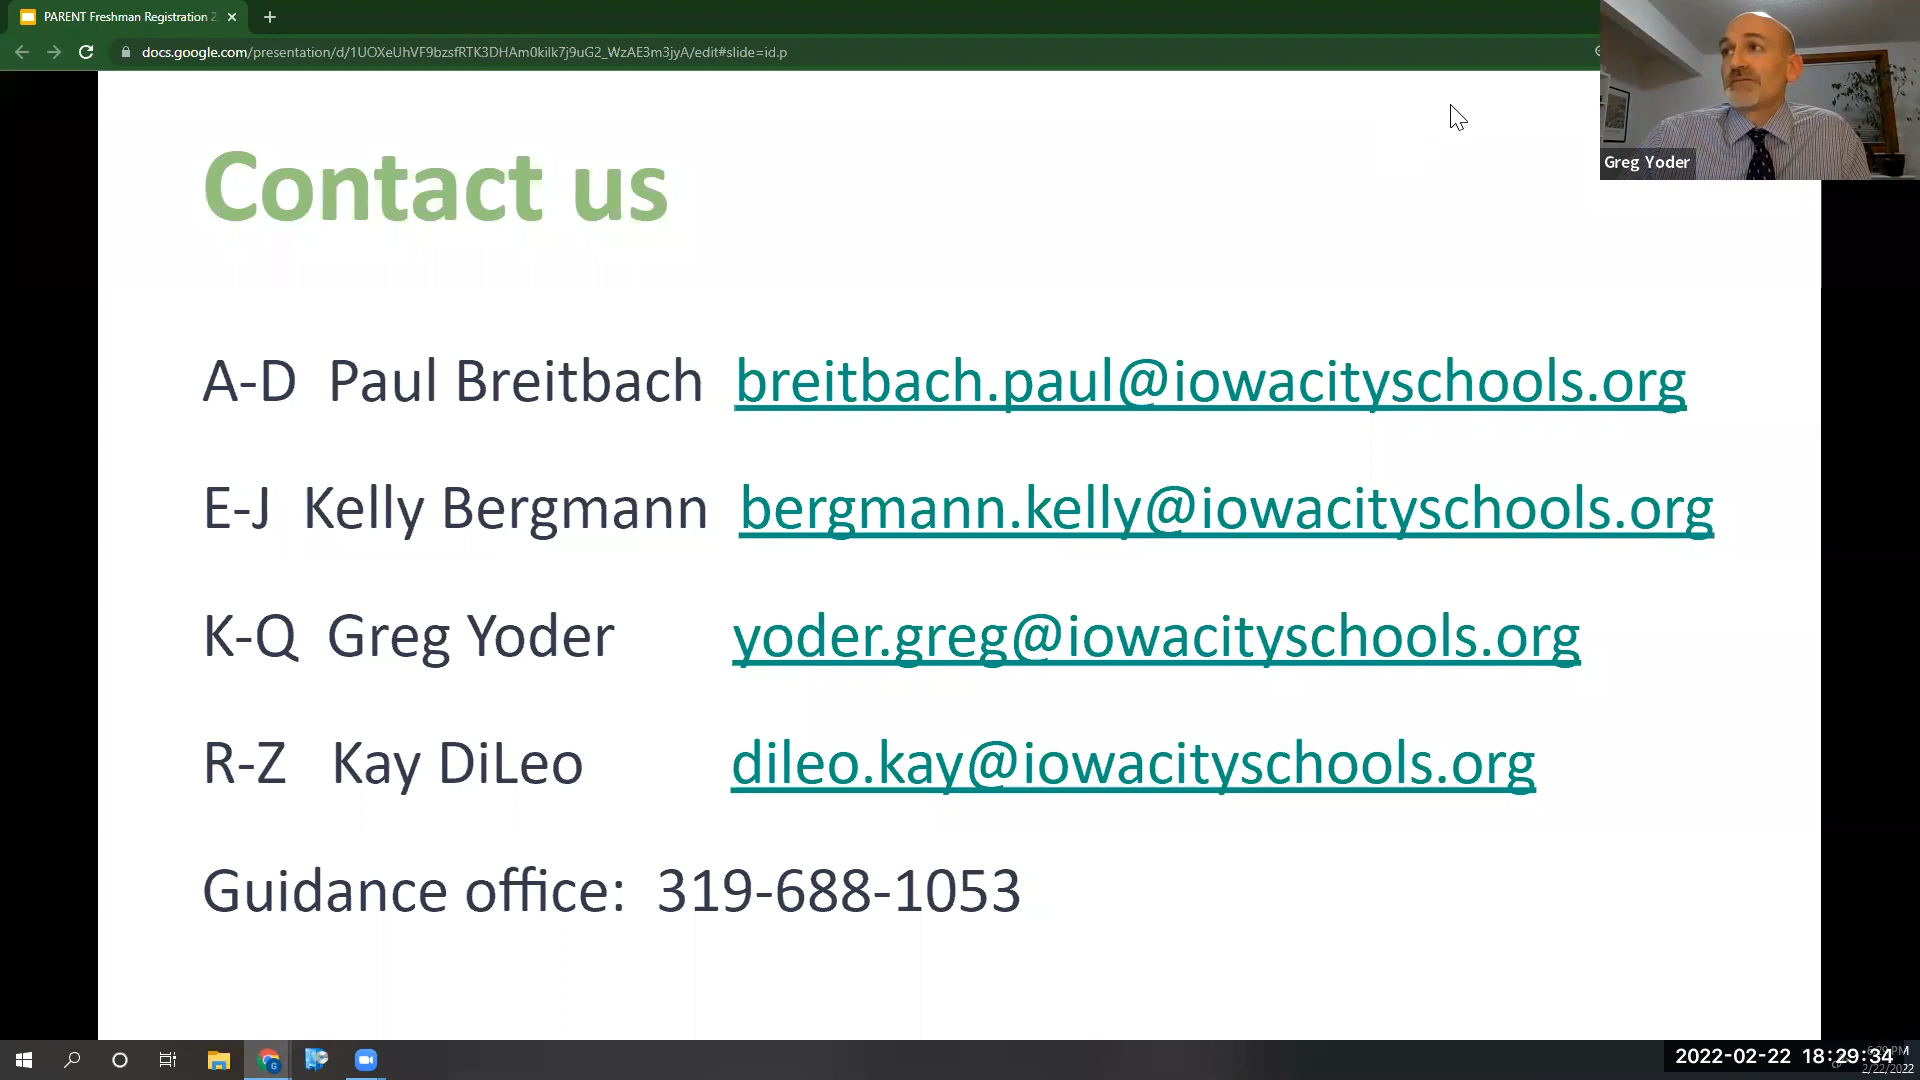 PARENT Freshman Registration 2
docs.google.com/presentation/d/1UOXeUhVF9bzsfRTK3DHAm0kilk7j9uG2_WzAE3m3jyA/edit#slide=id.p
Greg Yoder
Contact us
A-D Paul Breitbach breitbach.paul@iowacityschools.org
E-J Kelly Bergmann bergmann.kelly@iowacityschools.org
K-Q Greg Yoder yoder.greg@iowacityschools.org
R-Z Kay DiLeo dileo.kay@iowacityschools.org
Guidance office: 319-688-1053
2022-02-22 18:29:34
2/22/2022